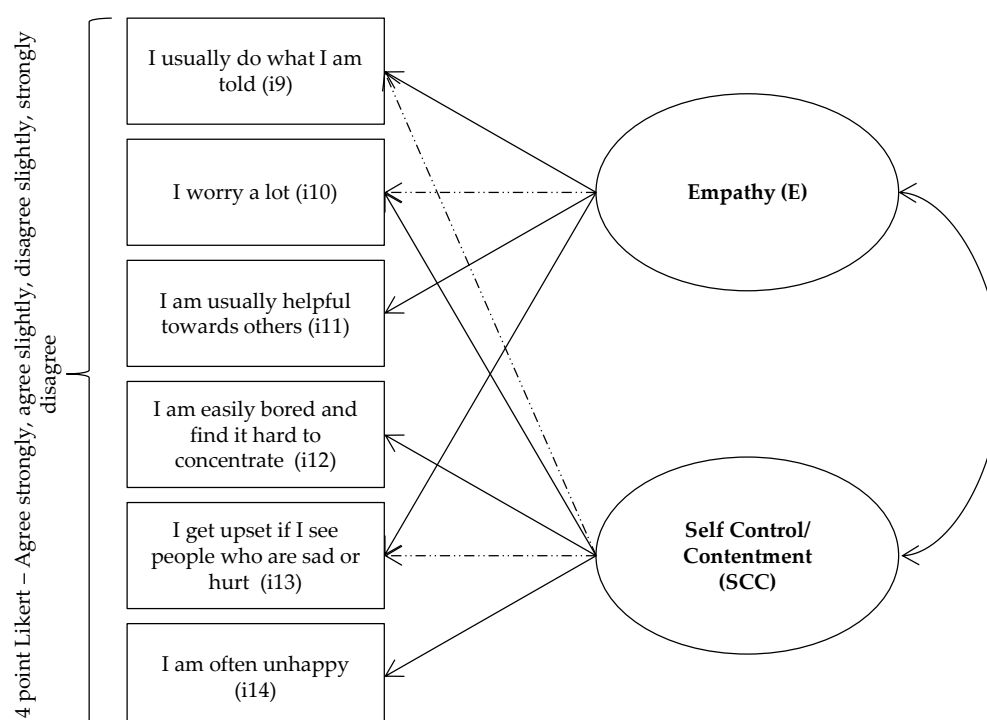 4 point Likert – Agree strongly, agree slightly, disagree slightly, strongly
disagree
I usually do what I am
told (i9)
I worry a lot (i10)
I am usually helpful
towards others (i11)
I am easily bored and
find it hard to
concentrate (i12)
I get upset if I see
people who are sad or
hurt (i13)
I am often unhappy
(i14)
Empathy (E)
Self Control/
Contentment
(SCC)